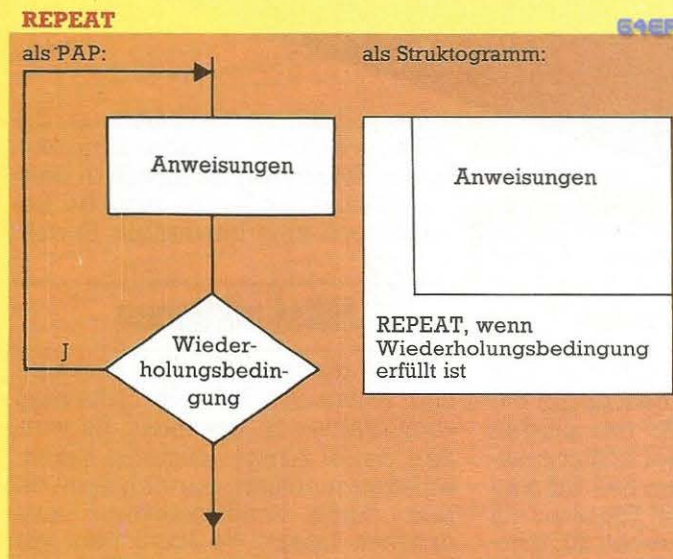 REPEAT
als PAP:
Anweisungen
J
Wieder-
holungsbedin-
gung
als Struktogramm:
Anweisungen
REPEAT, wenn
Wiederholungsbedingung
erfüllt ist